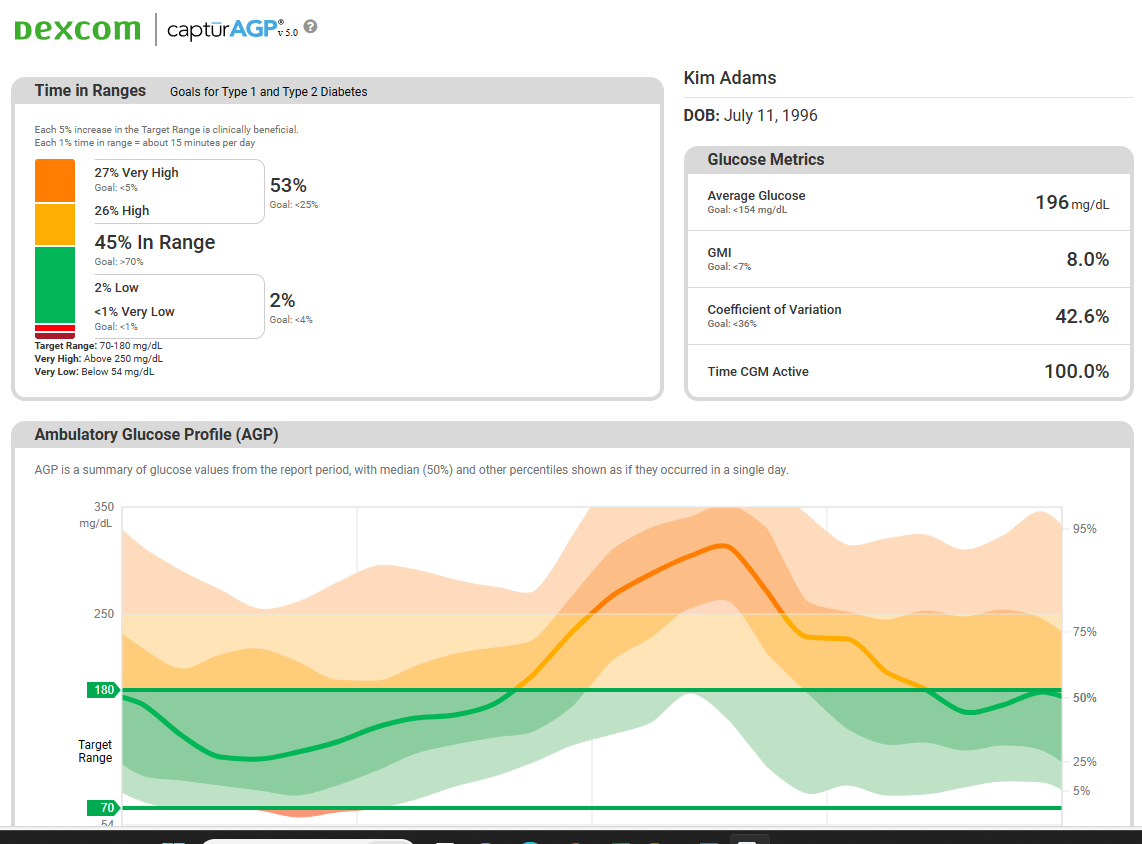 Dexcom captūrAGP® v 5.0 ?
Time in Ranges Goals for Type 1 and Type 2 Diabetes
Each 5% increase in the Target Range is clinically beneficial.
Each 1% time in range = about 15 minutes per day
27% Very High
Goal: <5%
26% High
53%
Goal: <25%
45% In Range
Goal: >70%
2% Low
<1% Very Low
Goal: <1%
2%
Goal: <4%
Target Range: 70-180 mg/dL
Very High: Above 250 mg/dL
Very Low: Below 54 mg/dL
Kim Adams
DOB: July 11, 1996
Glucose Metrics
Average Glucose
Goal: <154 mg/dL
196 mg/dL
GMI
Goal: <7%
8.0%
Coefficient of Variation
Goal: <36%
42.6%
Time CGM Active
100.0%
Ambulatory Glucose Profile (AGP)
AGP is a summary of glucose values from the report period, with median (50%) and other percentiles shown as if they occurred in a single day.
350
mg/dL
250
180
Target
Range
70
54
95%
75%
50%
25%
5%